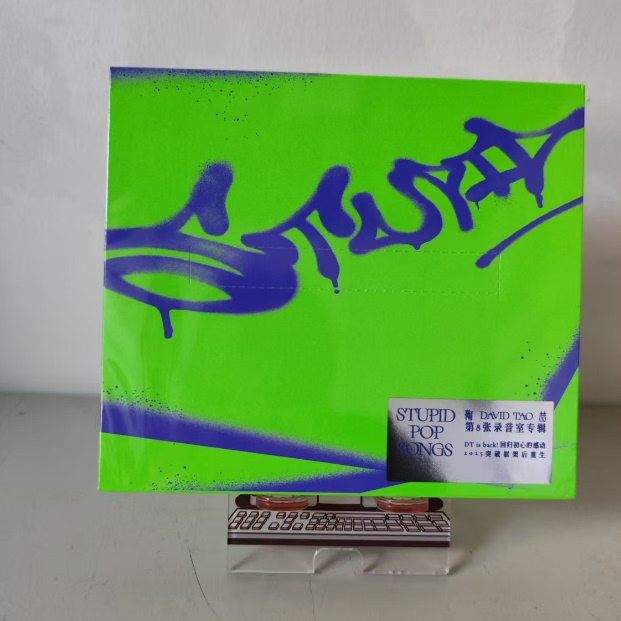 STUPID
POP
SONGS
陶 DAVID TAO 喆
第8张录音室专辑
DT is back! 回归初心的感动
2025突破框架后重生